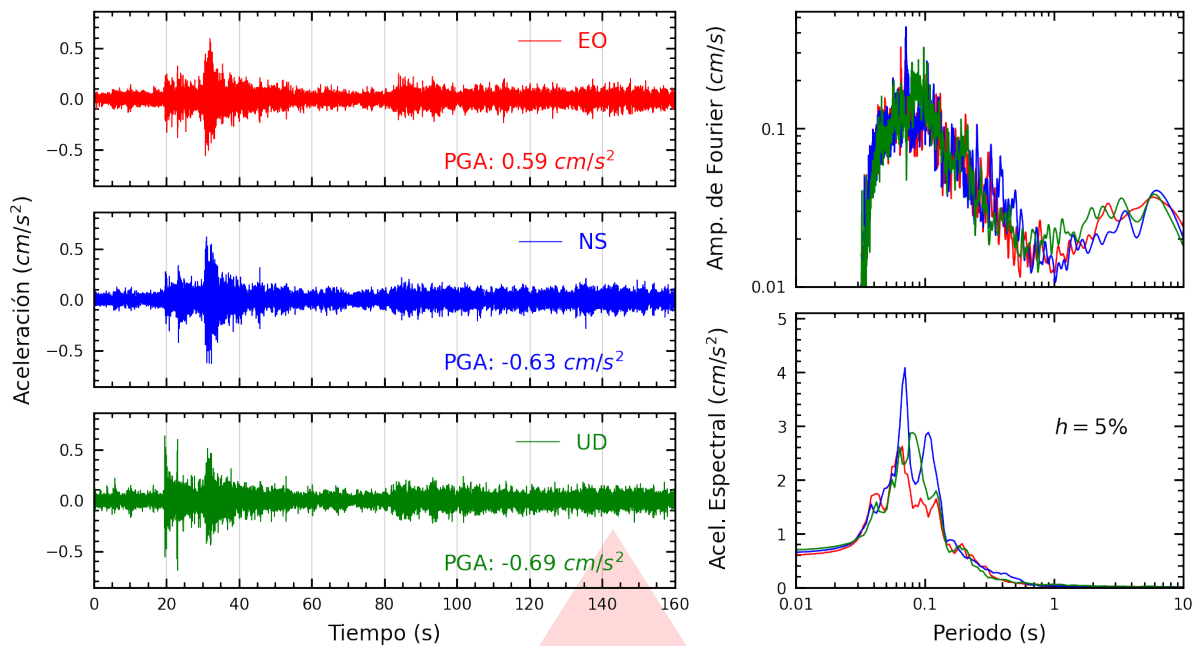 Aceleración (cm/s²)
0.5
0.0
−0.5
EO
PGA: 0.59 cm/s²
0.5
0.0
−0.5
NS
PGA: -0.63 cm/s²
0.5
0.0
−0.5
UD
PGA: -0.69 cm/s²
0 20 40 60 80 100 120 140 160
Tiempo (s)
Amp. de Fourier (cm/s)
0.1
0.01
Acel. Espectral (cm/s²)
5
4
3
2
1
0
h = 5%
0.01 0.1 1 10
Periodo (s)